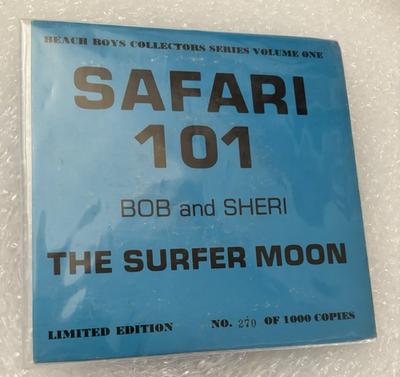 BEACH BOYS COLLECTORS SERIES VOLUME ONE
SAFARI
101
BOB and SHERI
THE SURFER MOON
LIMITED EDITION NO. 270 OF 1000 COPIES